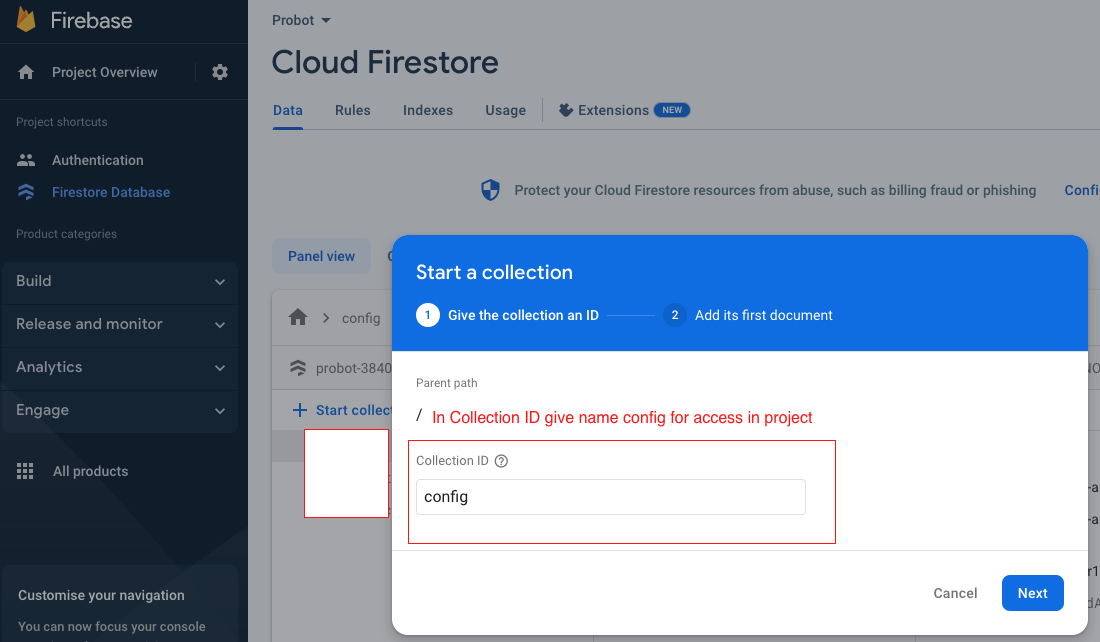 Firebase
Project Overview
Project shortcuts
Authentication
Firestore Database
Product categories
Build
Release and monitor
Analytics
Engage
All products
Customise your navigation
You can now focus your console
Probot
Cloud Firestore
Data Rules Indexes Usage Extensions NEW
Protect your Cloud Firestore resources from abuse, such as billing fraud or phishing Confi
Panel view
config
probot-3840
Start collec
Start a collection
1 Give the collection an ID 2 Add its first document
Parent path
/ In Collection ID give name config for access in project
Collection ID
config
Cancel Next